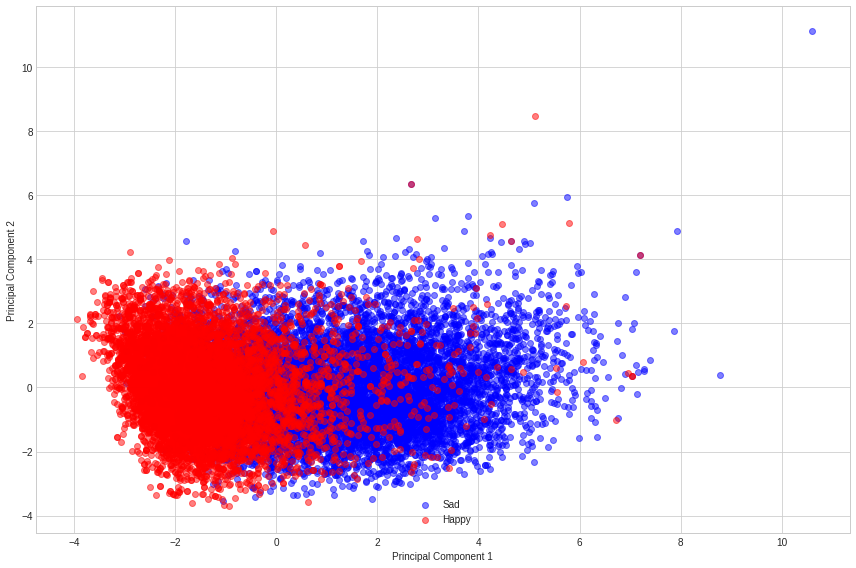 10
8
6
4
2
0
−2
−4
Principal Component 2
−4 −2 0 2 4 6 8 10
Principal Component 1
Sad
Happy